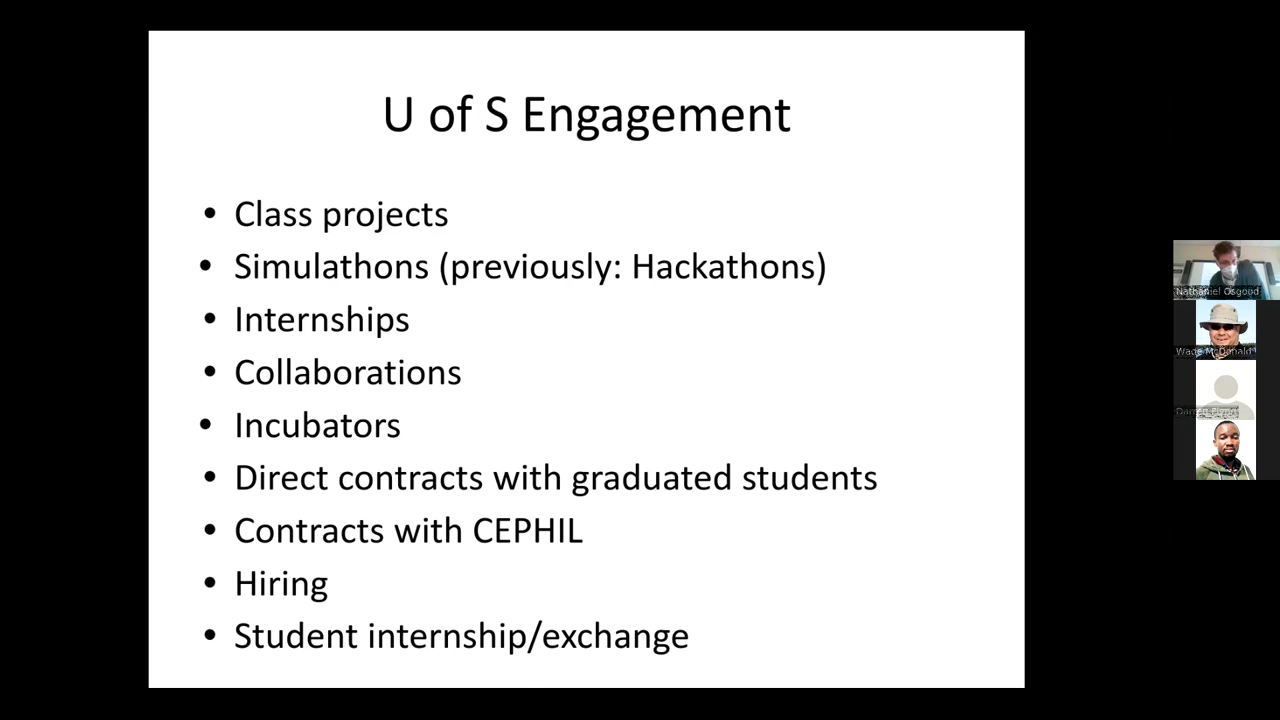 U of S Engagement
• Class projects
• Simulathons (previously: Hackathons)
• Internships
• Collaborations
• Incubators
• Direct contracts with graduated students
• Contracts with CEPHIL
• Hiring
• Student internship/exchange
Nathaniel Osgood
Wade McDonald